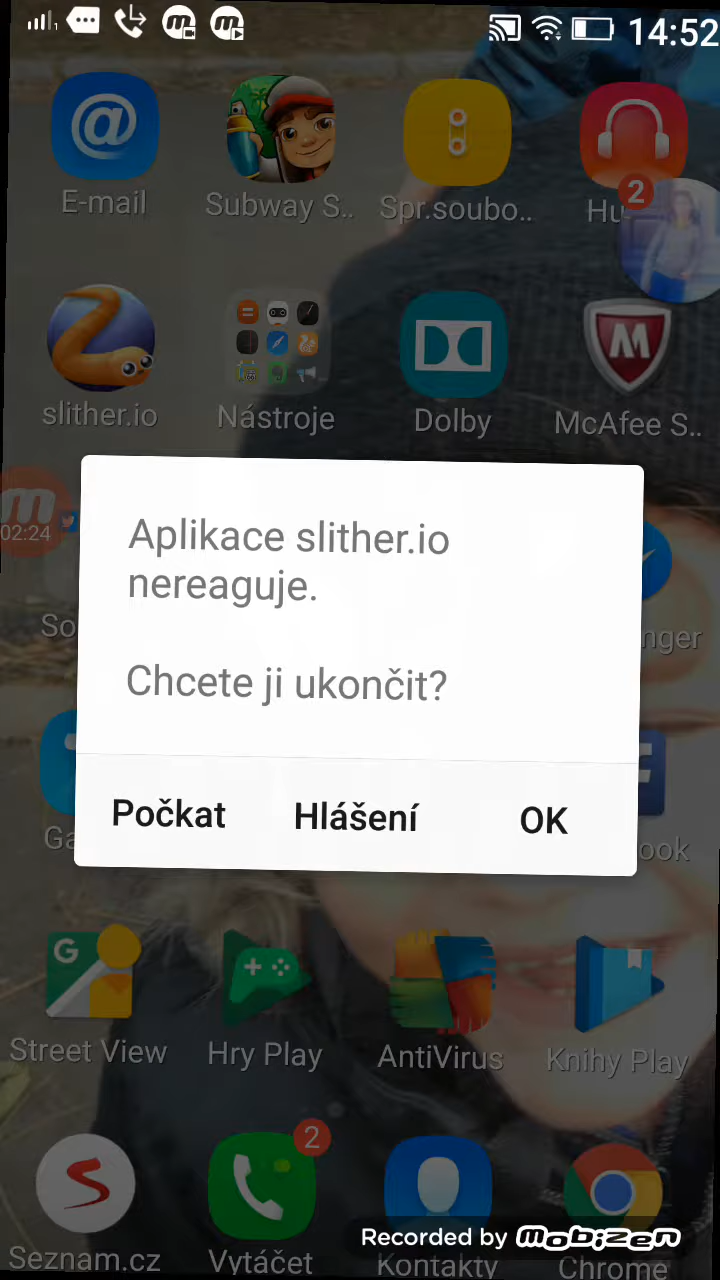 14:52
E-mail
Subway S..
Spr.soubo..
Hu
2
slither.io
Nástroje
Dolby
McAfee S..
02:24
Aplikace slither.io
nereaguje.
Chcete ji ukončit?
So
nger
Počkat
Hlášení
OK
Ga
ook
G
Street View
Hry Play
AntiVirus
Knihy Play
2
Recorded by mobizen
Seznam.cz
Vytáčet
Kontakty
Chrome